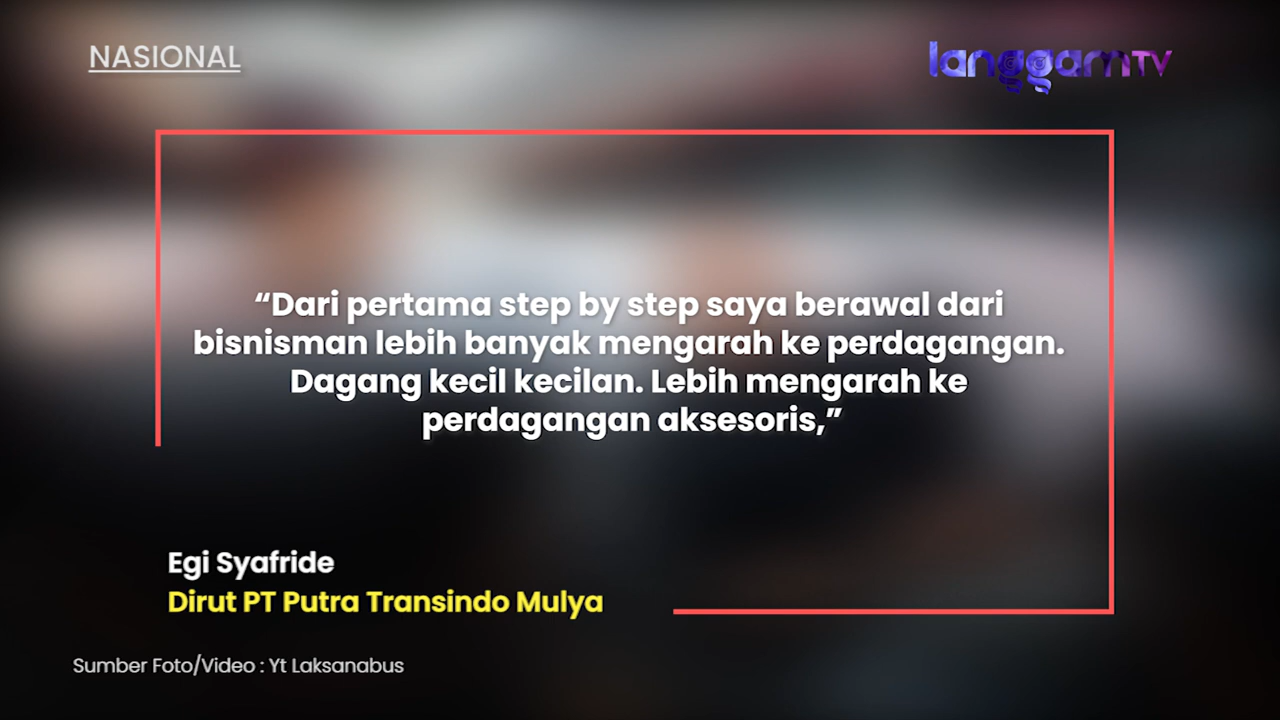 NASIONAL
langgamTV
“Dari pertama step by step saya berawal dari
bisnisman lebih banyak mengarah ke perdagangan.
Dagang kecil kecilan. Lebih mengarah ke
perdagangan aksesoris,”
Egi Syafride
Dirut PT Putra Transindo Mulya
Sumber Foto/Video : Yt Laksanabus